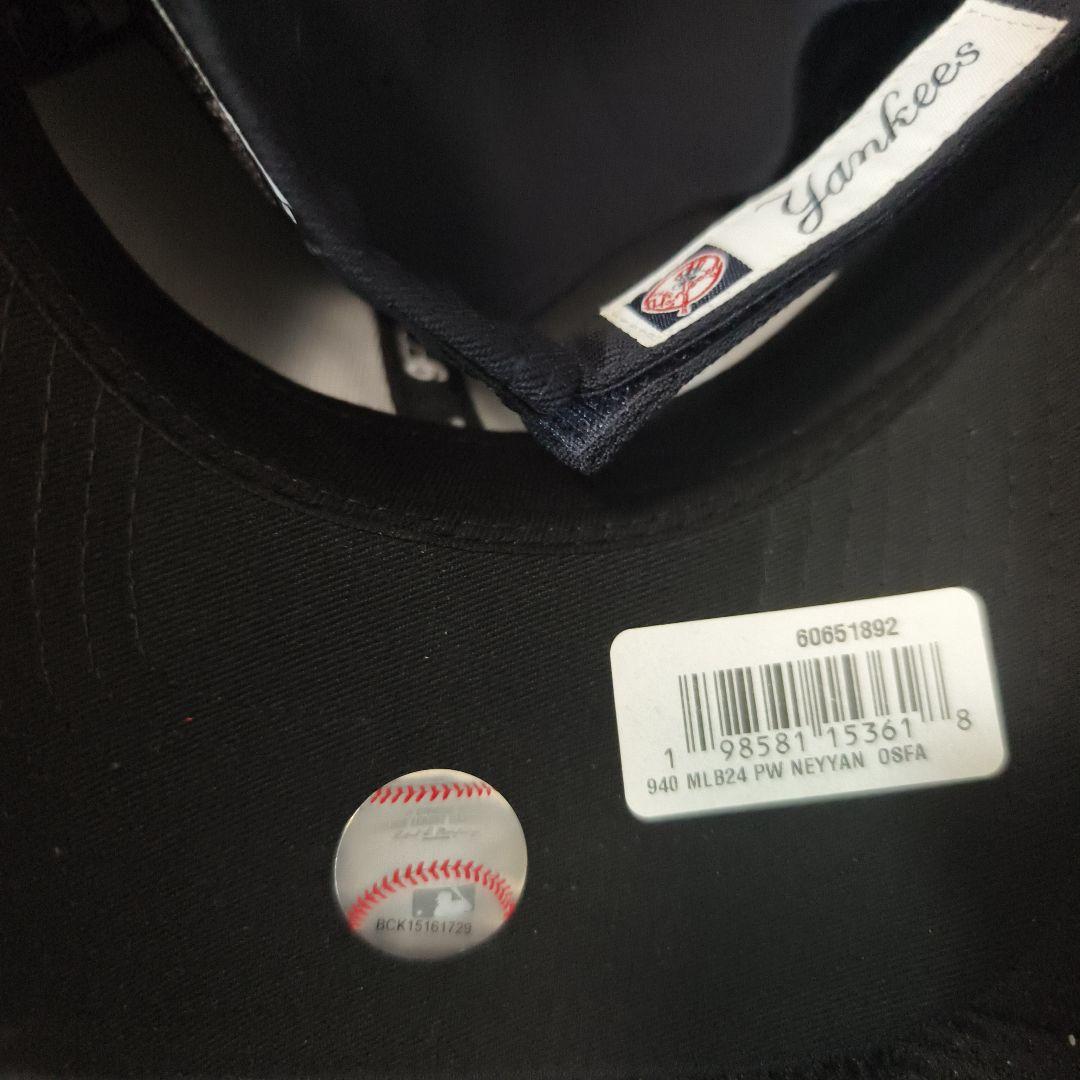 Yankees
60651892
1 98581 15361 8
940 MLB24 PW NEYYAN OSFA
BCK15161729